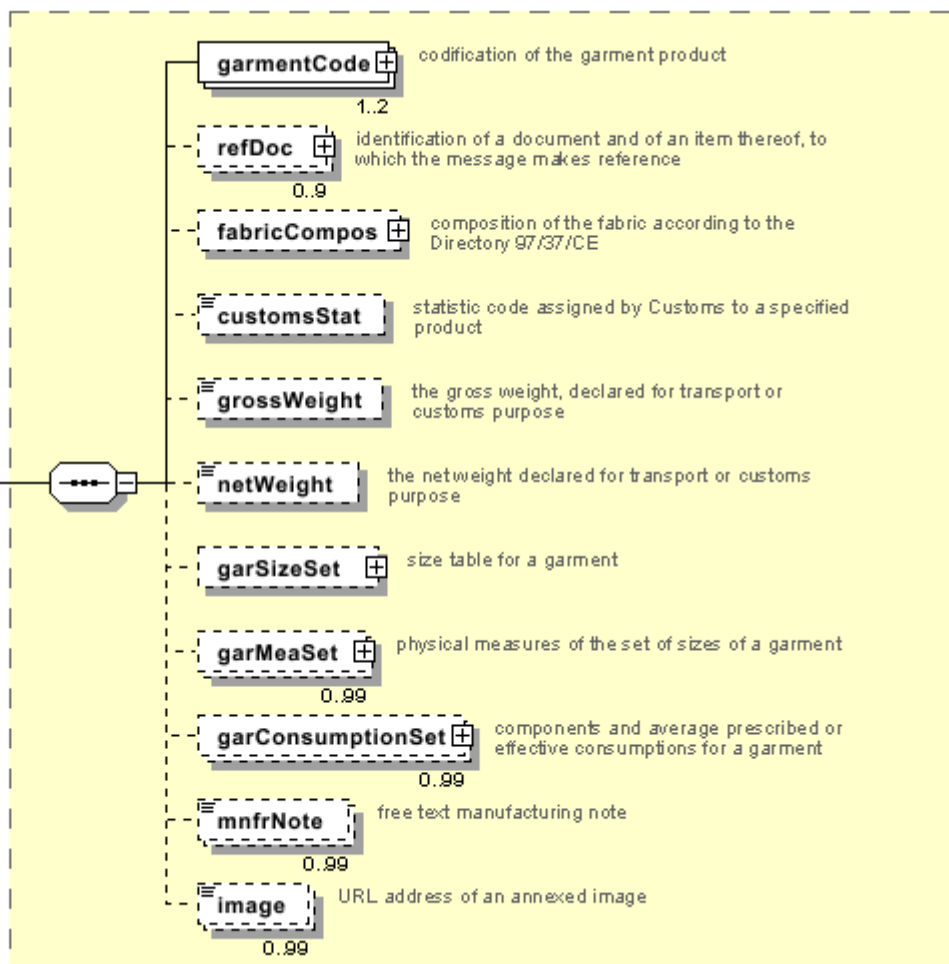 garmentCode
codification of the garment product
1..2
refDoc
identification of a document and of an item thereof, to
which the message makes reference
0..9
fabricCompos
composition of the fabric according to the
Directory 97/37/CE
customsStat
statistic code assigned by Customs to a specified
product
grossWeight
the gross weight, declared for transport or
customs purpose
netWeight
the net weight declared for transport or customs
purpose
garSizeSet
size table for a garment
garMeaSet
physical measures of the set of sizes of a garment
0..99
garConsumptionSet
components and average prescribed or
effective consumptions for a garment
0..99
mnfrNote
free text manufacturing note
0..99
image
URL address of an annexed image
0..99